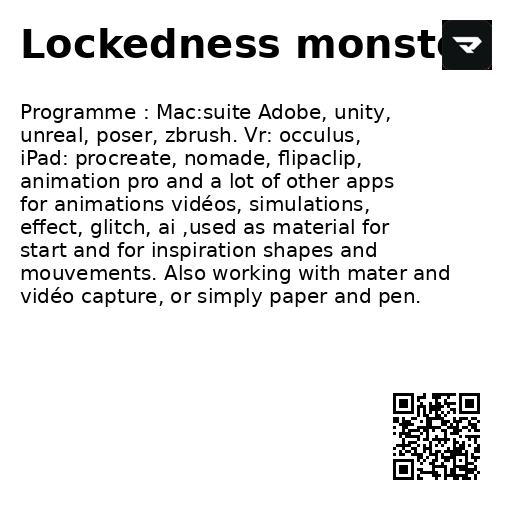 Lockedness monste
Programme : Mac:suite Adobe, unity,
unreal, poser, zbrush. Vr: occulus,
iPad: procreate, nomade, flipaclip,
animation pro and a lot of other apps
for animations vidéos, simulations,
effect, glitch, ai ,used as material for
start and for inspiration shapes and
mouvements. Also working with mater and
vidéo capture, or simply paper and pen.